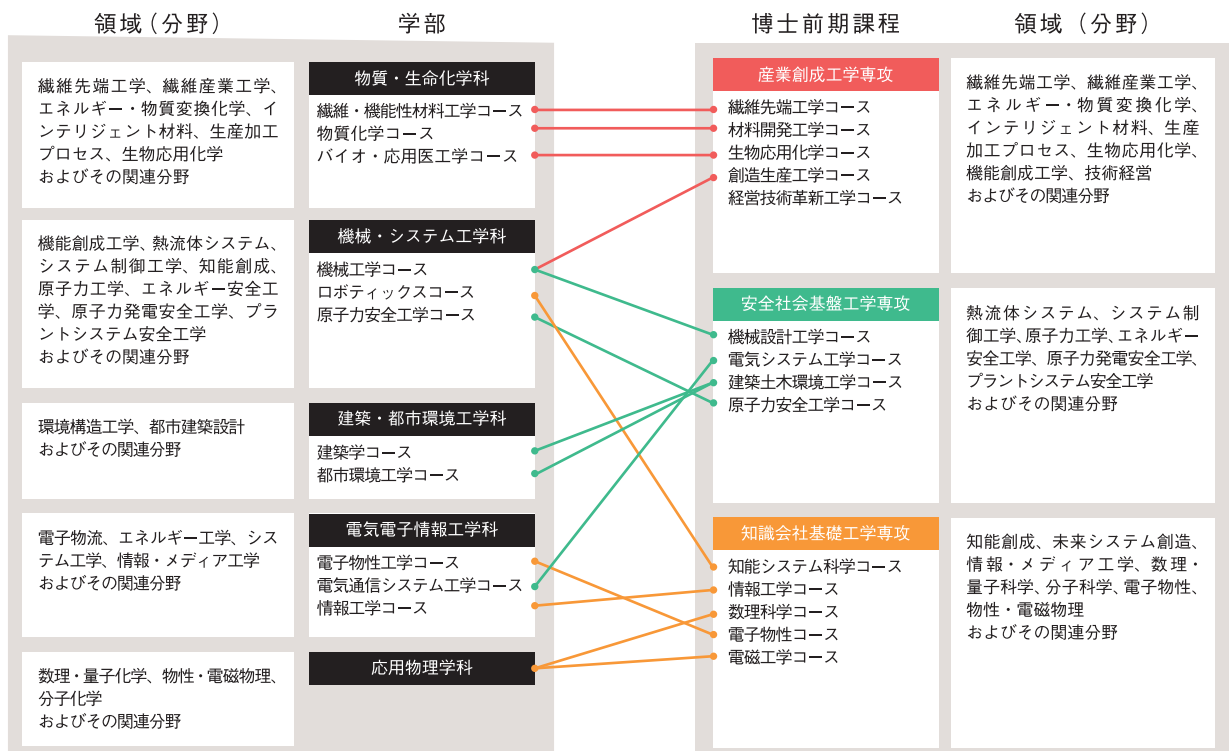 領域（分野）
学部
博士前期課程
領域（分野）
繊維先端工学、繊維産業工学、
エネルギー・物質変換化学、イ
ンテリジェント材料、生産加工
プロセス、生物応用化学
およびその関連分野
物質・生命化学科
繊維・機能性材料工学コース
物質化学コース
バイオ・応用医工学コース
機能創成工学、熱流体システム、
システム制御工学、知能創成、
原子力工学、エネルギー安全工
学、原子力発電安全工学、プラ
ントシステム安全工学
およびその関連分野
機械・システム工学科
機械工学コース
ロボティックスコース
原子力安全工学コース
環境構造工学、都市建築設計
およびその関連分野
建築・都市環境工学科
建築学コース
都市環境工学コース
電子物流、エネルギー工学、シス
テム工学、情報・メディア工学
およびその関連分野
電気電子情報工学科
電子物性工学コース
電気通信システム工学コース
情報工学コース
数理・量子化学、物性・電磁物理、
分子化学
およびその関連分野
応用物理学科
産業創成工学専攻
繊維先端工学コース
材料開発工学コース
生物応用化学コース
創造生産工学コース
経営技術革新工学コース
繊維先端工学、繊維産業工学、
エネルギー・物質変換化学、
インテリジェント材料、生産
加工プロセス、生物応用化学、
機能創成工学、技術経営
およびその関連分野
安全社会基盤工学専攻
機械設計工学コース
電気システム工学コース
建築土木環境工学コース
原子力安全工学コース
熱流体システム、システム制
御工学、原子力工学、エネルギー
安全工学、原子力発電安全工学、
プラントシステム安全工学
およびその関連分野
知識会社基礎工学専攻
知能システム科学コース
情報工学コース
数理科学コース
電子物性コース
電磁工学コース
知能創成、未来システム創造、
情報・メディア工学、数理・
量子科学、分子科学、電子物性、
物性・電磁物理
およびその関連分野